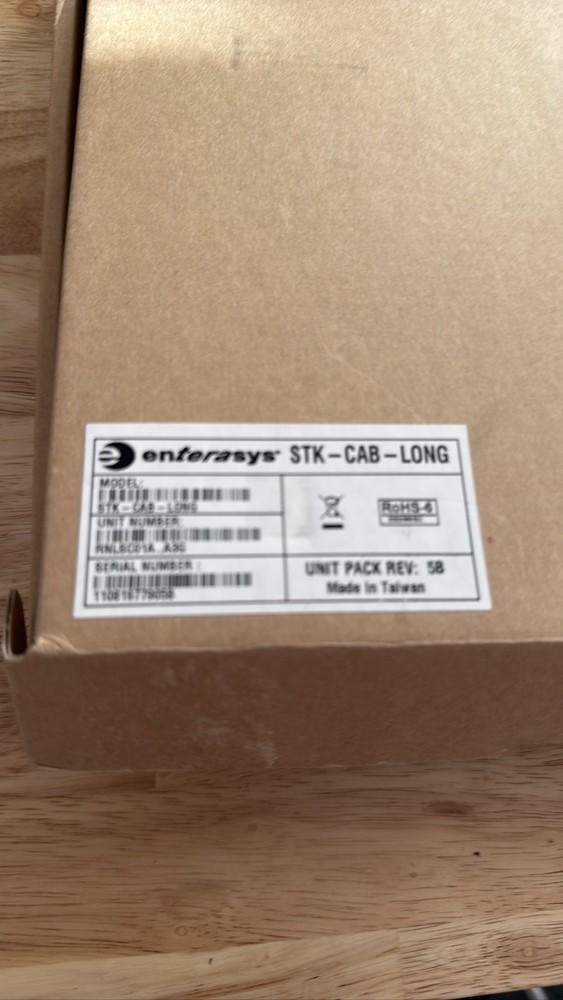 enterasys STK-CAB-LONG
MODEL:
STK-CAB-LONG
UNIT NUMBER:
RoHS-6
SERIAL NUMBER:
UNIT PACK REV: 5B
Made in Taiwan